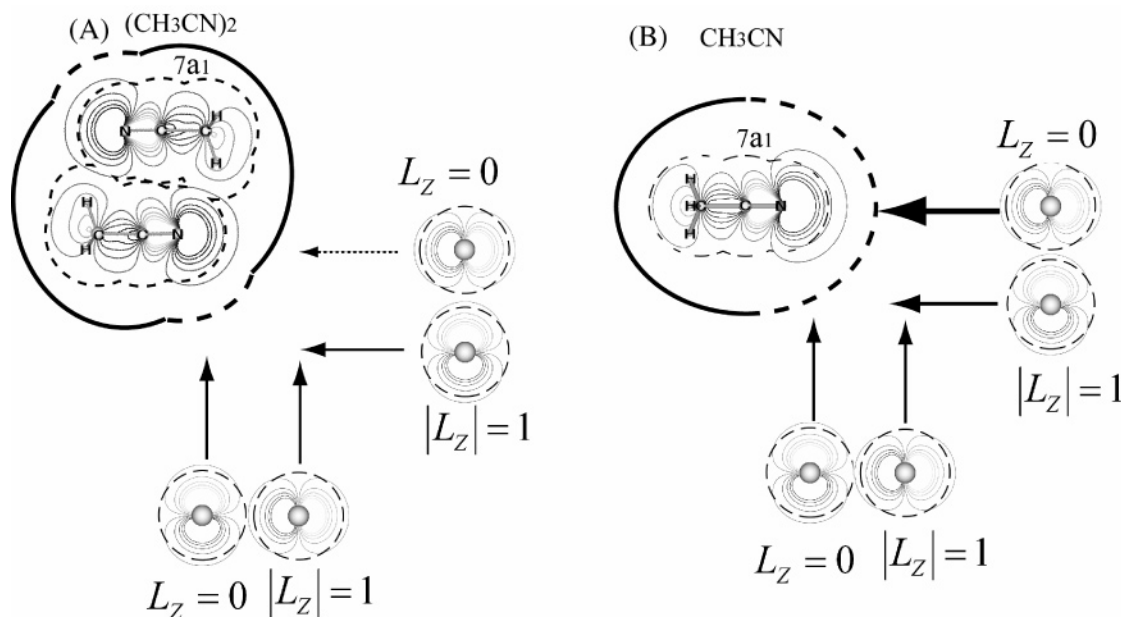 (A) (CH3CN)2
7a1
N C C H H
H H C C N
L_Z = 0
|L_Z| = 1
L_Z = 0 |L_Z| = 1
(B) CH3CN
7a1
H H H C C N
L_Z = 0
|L_Z| = 1
L_Z = 0 |L_Z| = 1